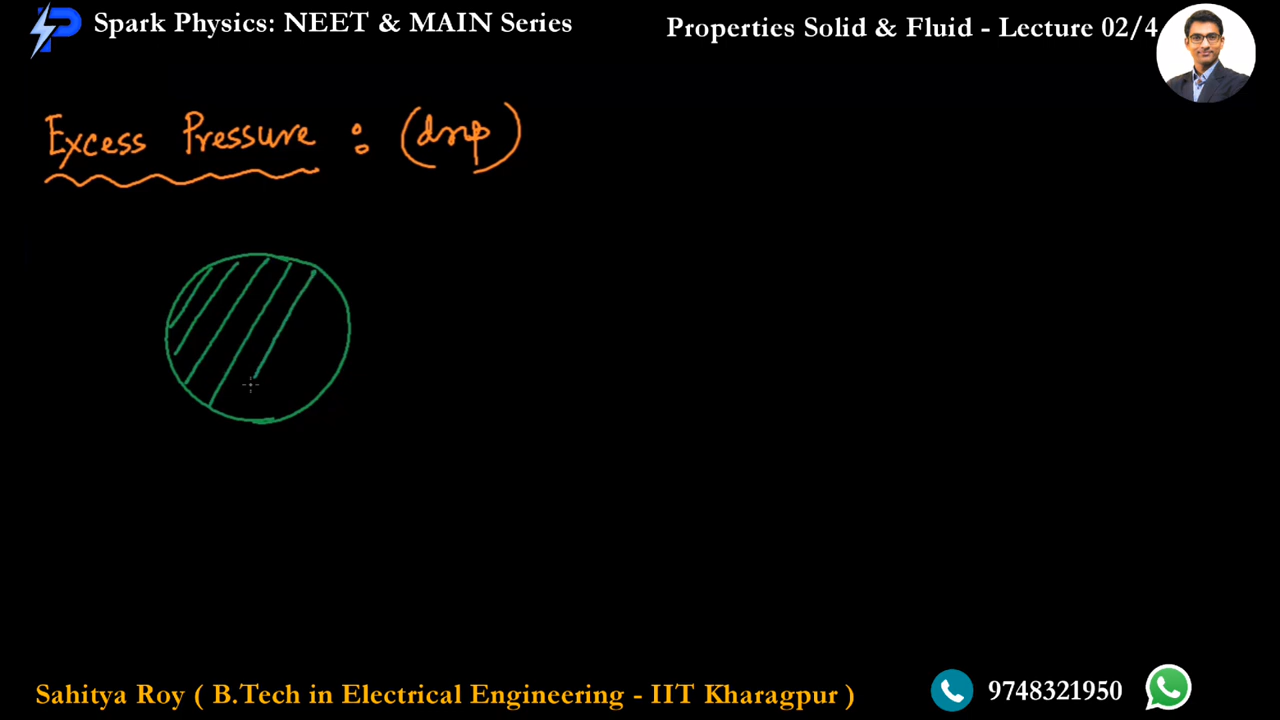 Spark Physics: NEET & MAIN Series
Properties Solid & Fluid - Lecture 02/4
Excess Pressure : (drop)
Sahitya Roy ( B.Tech in Electrical Engineering - IIT Kharagpur )
9748321950